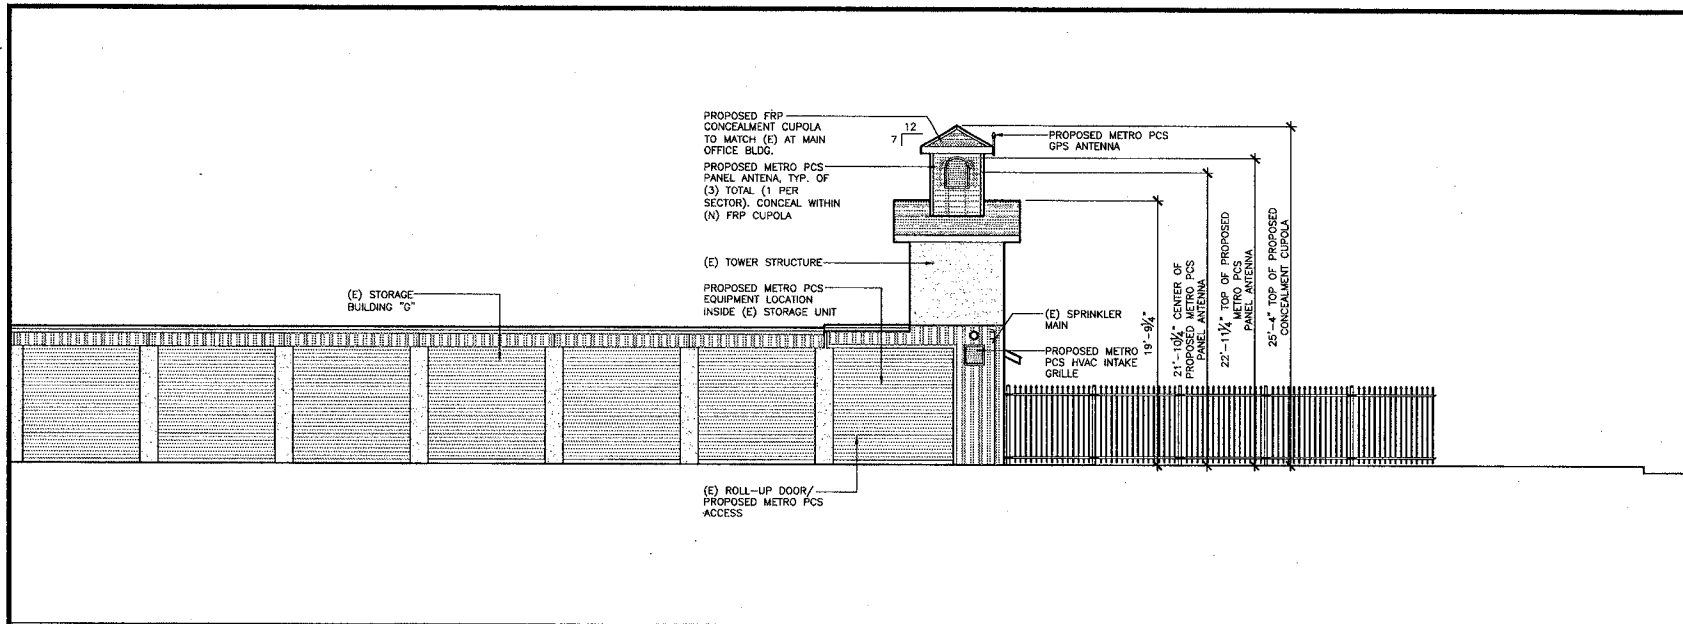 PROPOSED FRP
CONCEALMENT CUPOLA
TO MATCH (E) AT MAIN
OFFICE BLDG.
12
7
PROPOSED METRO PCS
GPS ANTENNA
PROPOSED METRO PCS
PANEL ANTENA, TYP. OF
(3) TOTAL (1 PER
SECTOR). CONCEAL WITHIN
(N) FRP CUPOLA
(E) TOWER STRUCTURE
(E) STORAGE
BUILDING "G"
PROPOSED METRO PCS
EQUIPMENT LOCATION
INSIDE (E) STORAGE UNIT
(E) SPRINKLER
MAIN
PROPOSED METRO
PCS HVAC INTAKE
GRILLE
19'-9¼"
21'-10¼" CENTER OF
PROPOSED METRO PCS
PANEL ANTENNA
22'-11¼" TOP OF PROPOSED
METRO PCS
PANEL ANTENNA
25'-4" TOP OF PROPOSED
CONCEALMENT CUPOLA
(E) ROLL-UP DOOR/
PROPOSED METRO PCS
ACCESS